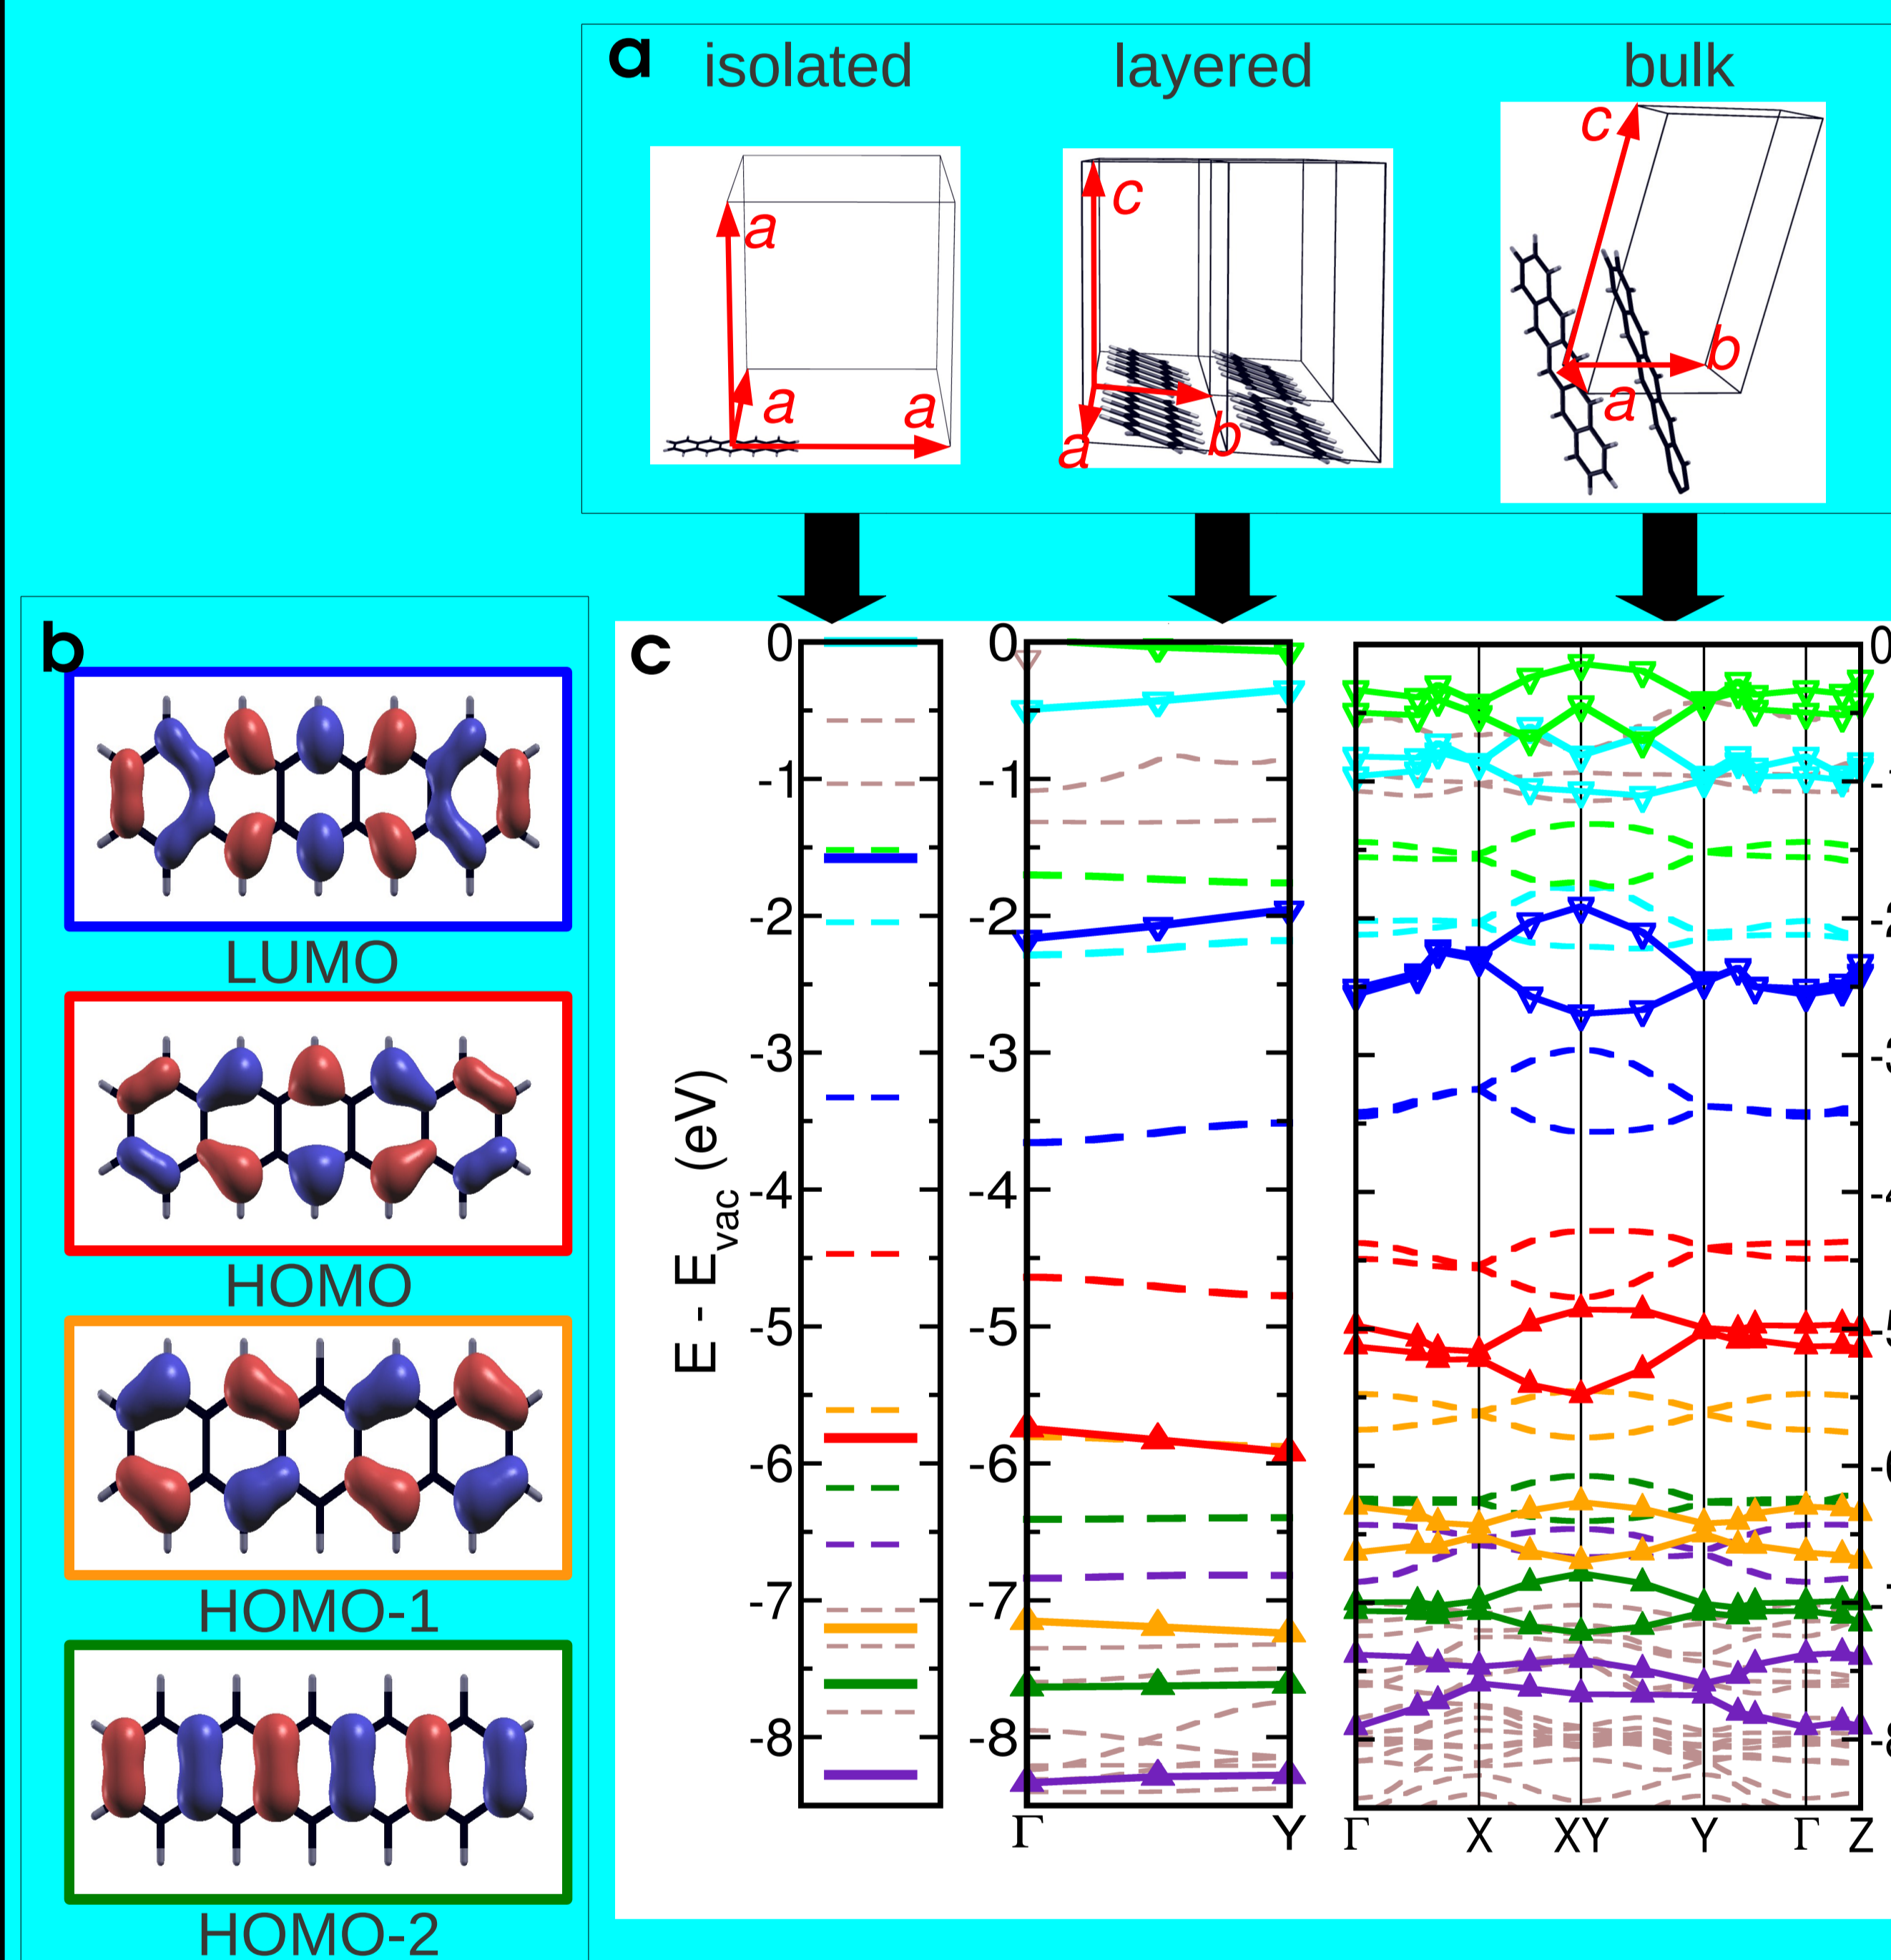 a
isolated
layered
bulk
a
a
a
c
a
b
c
b
a
b
LUMO
HOMO
HOMO-1
HOMO-2
c
E - Evac (eV)
0
-1
-2
-3
-4
-5
-6
-7
-8
0
-1
-2
-3
-4
-5
-6
-7
-8
Γ Y
0
Γ X XY Y Γ Z